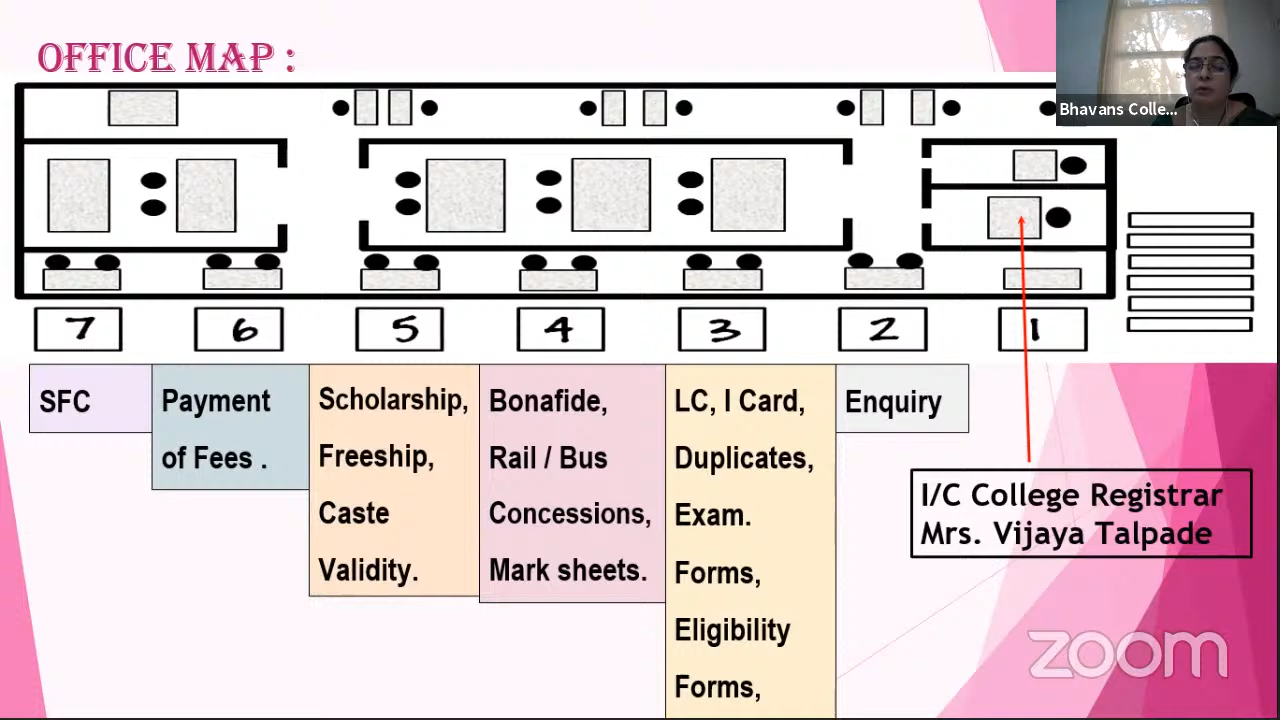 OFFICE MAP :
Bhavans Colle...
7 6 5 4 3 2 1
SFC
Payment
of Fees .
Scholarship,
Freeship,
Caste
Validity.
Bonafide,
Rail / Bus
Concessions,
Mark sheets.
LC, I Card,
Duplicates,
Exam.
Forms,
Eligibility
Forms,
Enquiry
I/C College Registrar
Mrs. Vijaya Talpade
zoom